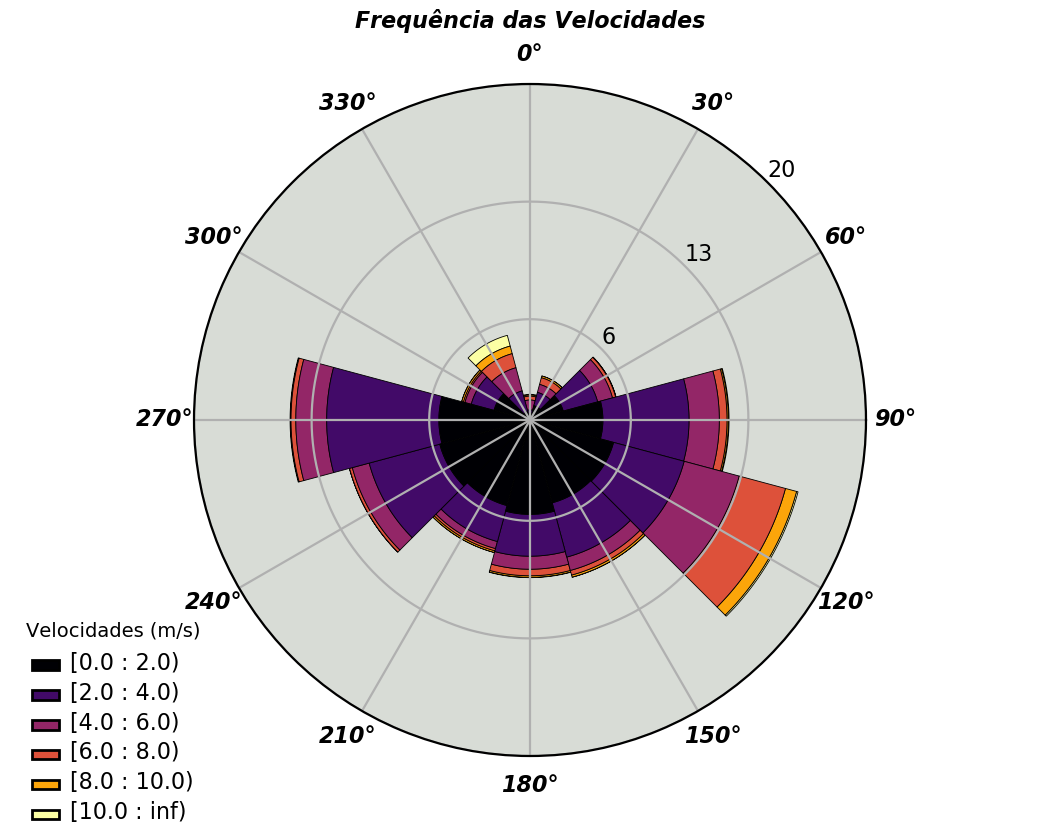 Frequência das Velocidades
0°
330°
30°
20
300°
60°
13
6
270°
90°
240°
120°
210°
150°
180°
Velocidades (m/s)
[0.0 : 2.0)
[2.0 : 4.0)
[4.0 : 6.0)
[6.0 : 8.0)
[8.0 : 10.0)
[10.0 : inf)